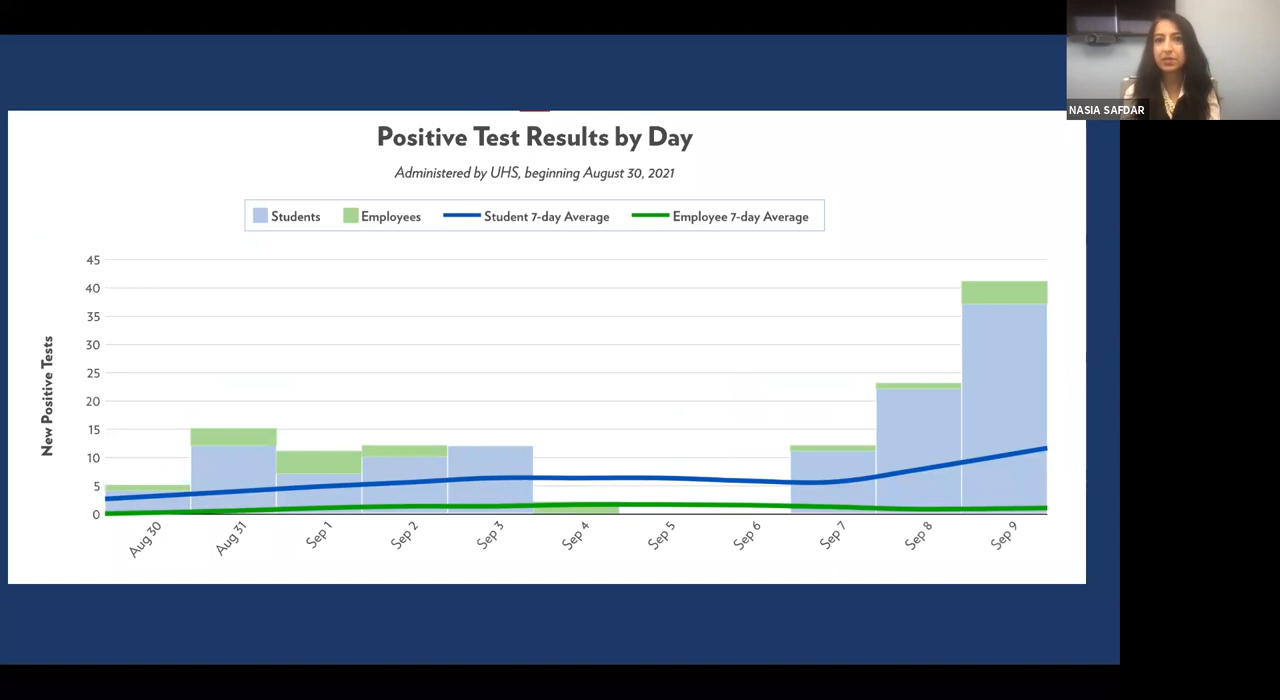 NASIA SAFDAR
Positive Test Results by Day
Administered by UHS, beginning August 30, 2021
Students Employees Student 7-day Average Employee 7-day Average
New Positive Tests
45
40
35
30
25
20
15
10
5
0
Aug 30 Aug 31 Sep 1 Sep 2 Sep 3 Sep 4 Sep 5 Sep 6 Sep 7 Sep 8 Sep 9